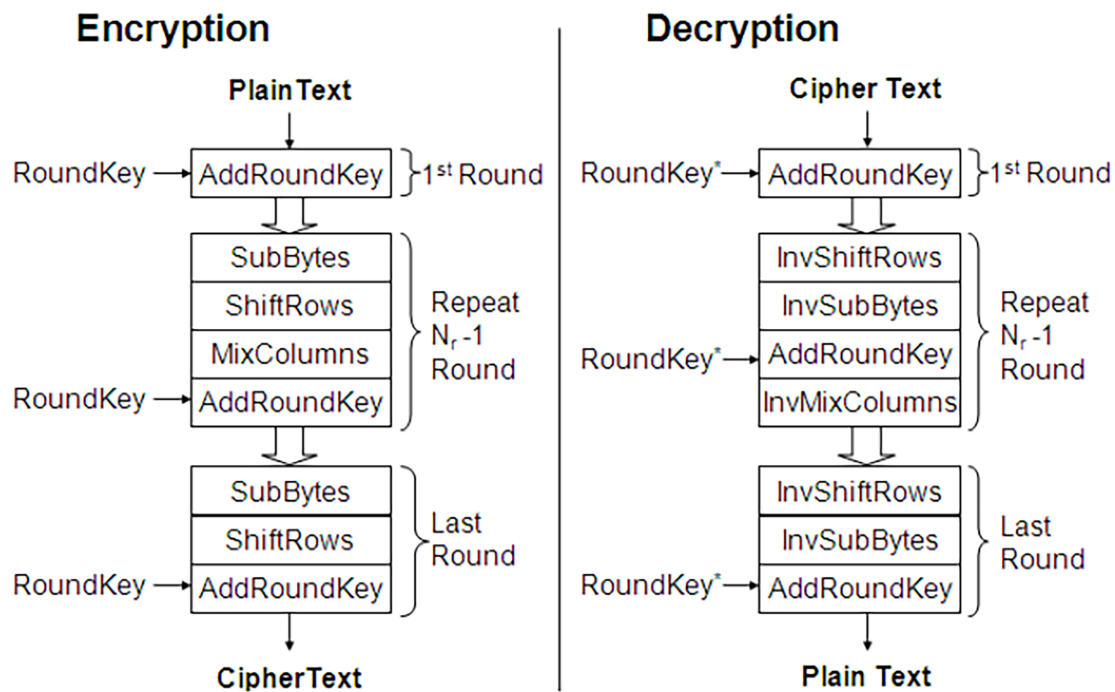 Encryption
PlainText
RoundKey
AddRoundKey
1st Round
SubBytes
ShiftRows
MixColumns
RoundKey
AddRoundKey
Repeat
Nr -1
Round
SubBytes
ShiftRows
RoundKey
AddRoundKey
Last
Round
CipherText
Decryption
Cipher Text
RoundKey*
AddRoundKey
1st Round
InvShiftRows
InvSubBytes
RoundKey*
AddRoundKey
InvMixColumns
Repeat
Nr -1
Round
InvShiftRows
InvSubBytes
RoundKey*
AddRoundKey
Last
Round
Plain Text